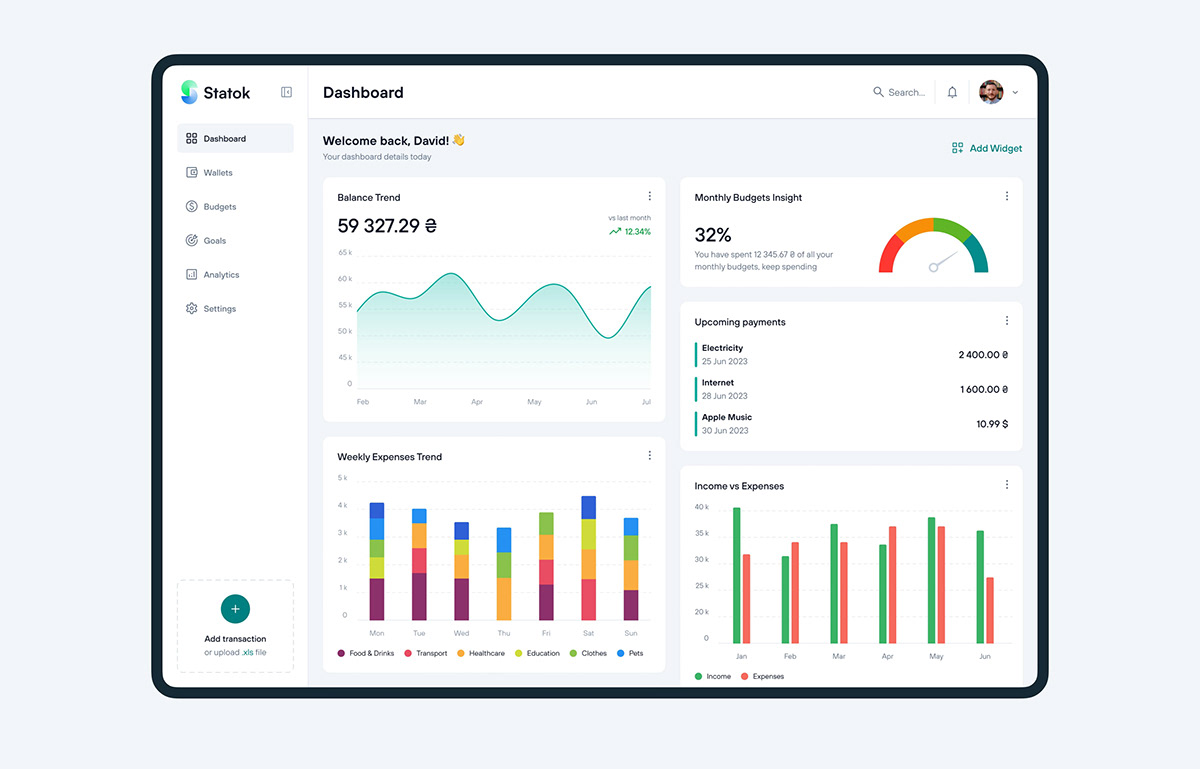 Statok
Dashboard
Search...
Dashboard
Wallets
Budgets
Goals
Analytics
Settings
Add transaction
or upload .xls file
Welcome back, David! 👋
Your dashboard details today
Add Widget
Balance Trend
59 327.29 ₴
vs last month
12.34%
65 k
60 k
55 k
50 k
45 k
0
Feb Mar Apr May Jun Jul
Monthly Budgets Insight
32%
You have spent 12 345.67 ₴ of all your
monthly budgets, keep spending
Upcoming payments
Electricity
25 Jun 2023
2 400.00 ₴
Internet
28 Jun 2023
1 600.00 ₴
Apple Music
30 Jun 2023
10.99 $
Weekly Expenses Trend
5 k
4 k
3 k
2 k
1 k
0
Mon Tue Wed Thu Fri Sat Sun
Food & Drinks Transport Healthcare Education Clothes Pets
Income vs Expenses
40 k
35 k
30 k
25 k
20 k
0
Jan Feb Mar Apr May Jun
Income Expenses